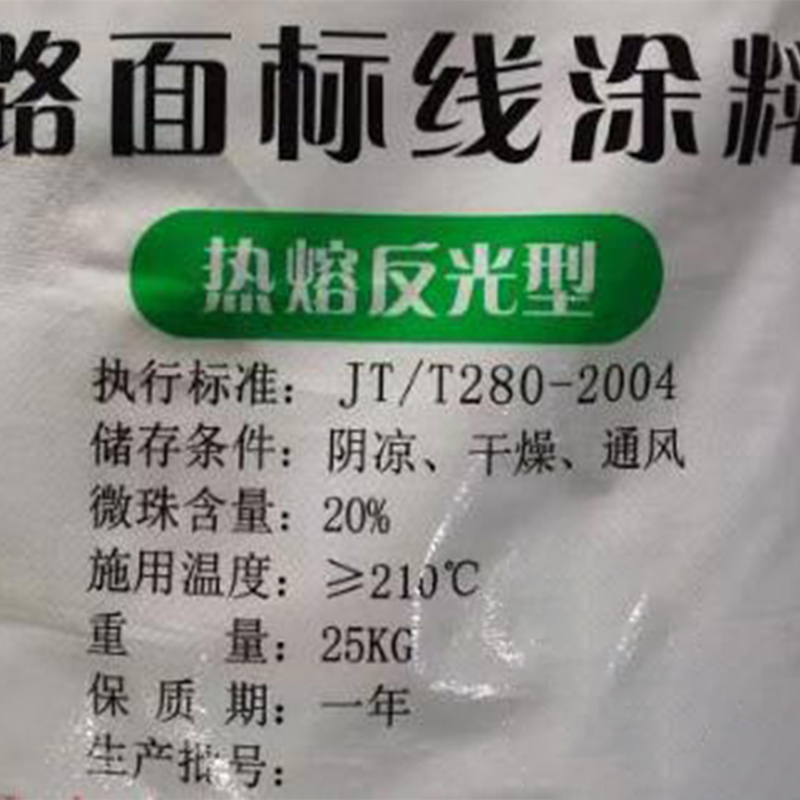 路面标线涂料
热熔反光型
执行标准：JT/T280-2004
储存条件：阴凉、干燥、通风
微珠含量：20%
施用温度：≥210℃
重 量：25KG
保质期：一年
生产批号：